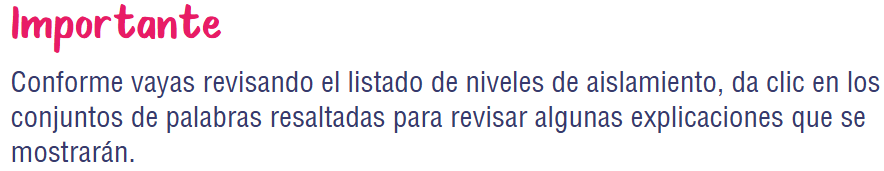 Importante
Conforme vayas revisando el listado de niveles de aislamiento, da clic en los
conjuntos de palabras resaltadas para revisar algunas explicaciones que se
mostrarán.